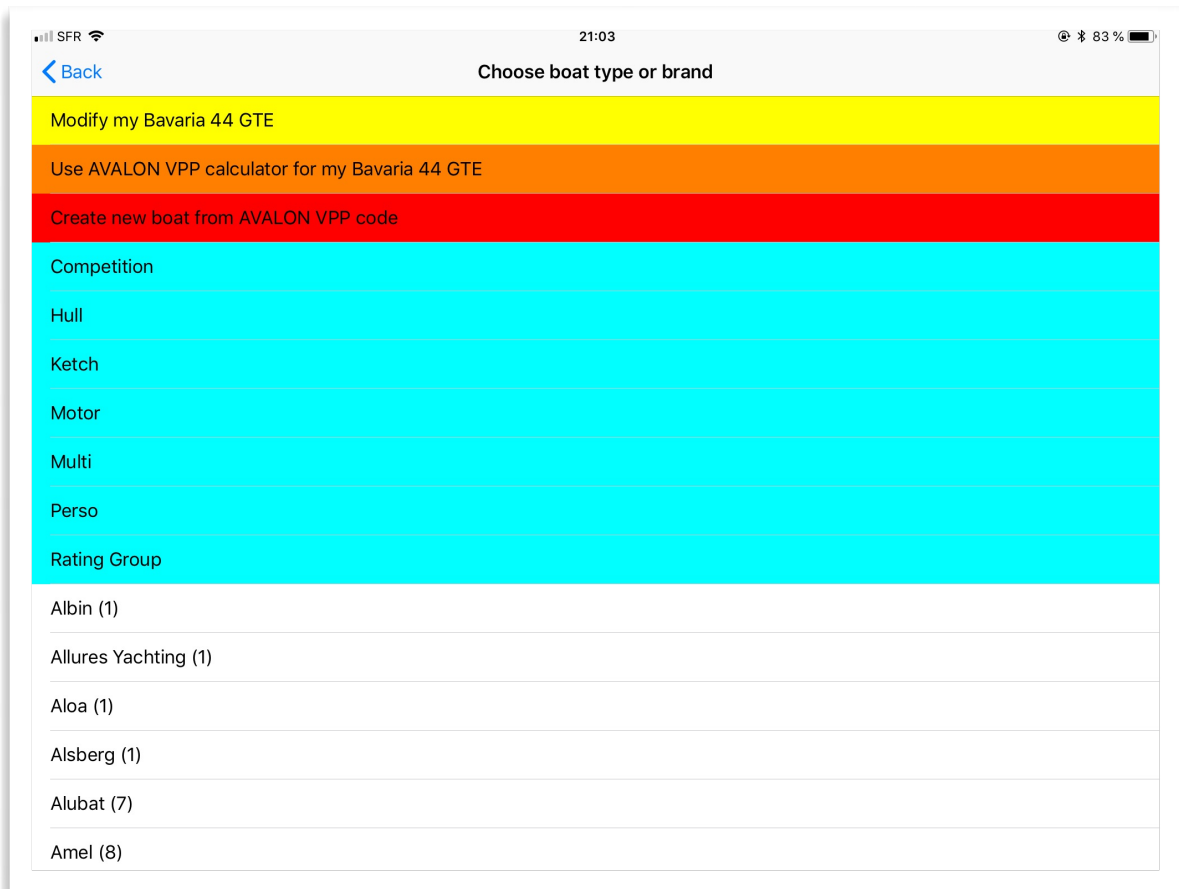 SFR 21:03 83 %
Back Choose boat type or brand
Modify my Bavaria 44 GTE
Use AVALON VPP calculator for my Bavaria 44 GTE
Create new boat from AVALON VPP code
Competition
Hull
Ketch
Motor
Multi
Perso
Rating Group
Albin (1)
Allures Yachting (1)
Aloa (1)
Alsberg (1)
Alubat (7)
Amel (8)